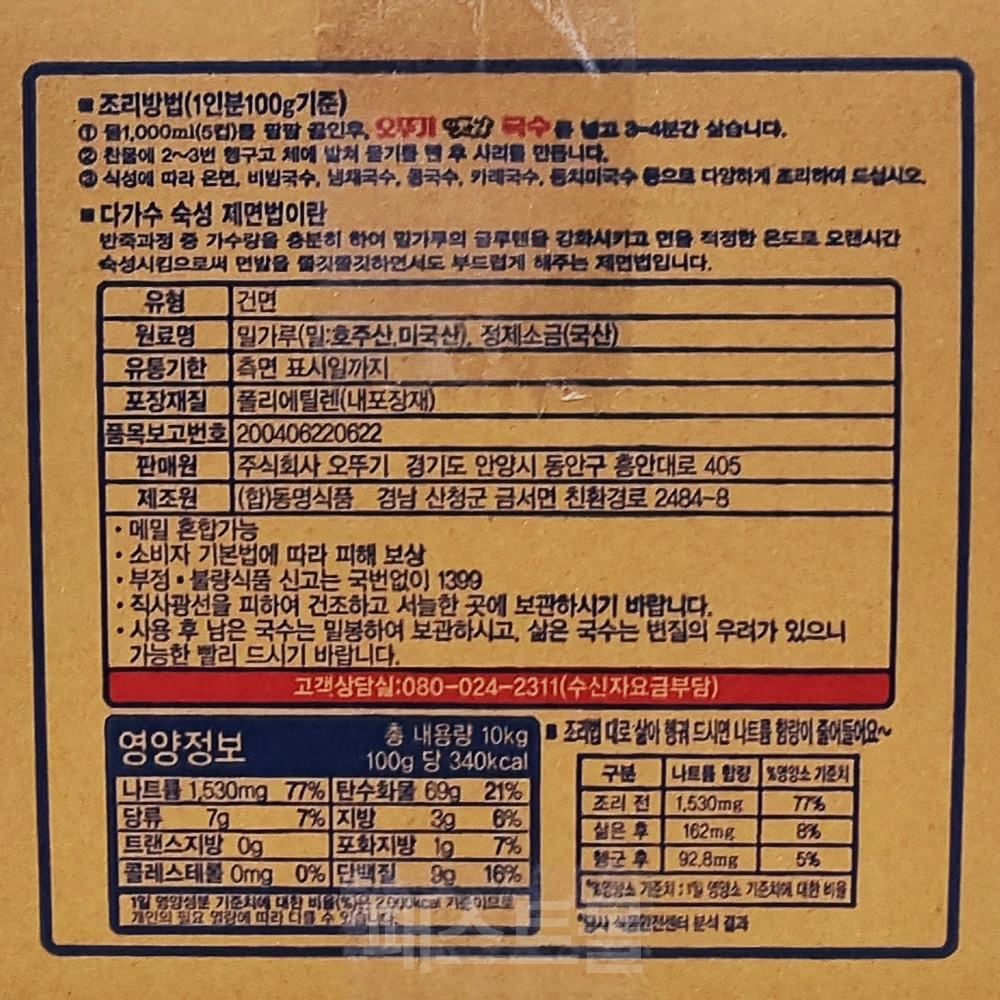 ■ 조리방법(1인분100g기준)
① 물1,000ml(5컵)를 팔팔 끓인후, 오뚜기 옛날 국수를 넣고 3~4분간 삶습니다.
② 찬물에 2~3번 헹구고 체에 밭쳐 물기를 뺀 후 사리를 만듭니다.
③ 식성에 따라 온면, 비빔국수, 냉채국수, 콩국수, 카레국수, 동치미국수 등으로 다양하게 조리하여 드십시오.
■ 다가수 숙성 제면법이란
반죽과정 중 가수량을 충분히 하여 밀가루의 글루텐을 강화시키고 면을 적정한 온도로 오랜시간
숙성시킴으로써 면발을 쫄깃쫄깃하면서도 부드럽게 해주는 제면법입니다.
유형 건면
원료명 밀가루(밀:호주산,미국산), 정제소금(국산)
유통기한 측면 표시일까지
포장재질 폴리에틸렌(내포장재)
품목보고번호 200406220622
판매원 주식회사 오뚜기 경기도 안양시 동안구 흥안대로 405
제조원 (합)동명식품 경남 산청군 금서면 친환경로 2484-8
• 메밀 혼합가능
• 소비자 기본법에 따라 피해 보상
• 부정 • 불량식품 신고는 국번없이 1399
• 직사광선을 피하여 건조하고 서늘한 곳에 보관하시기 바랍니다.
• 사용 후 남은 국수는 밀봉하여 보관하시고, 삶은 국수는 변질의 우려가 있으니
가능한 빨리 드시기 바랍니다.
고객상담실:080-024-2311(수신자요금부담)
영양정보 총 내용량 10kg
100g 당 340kcal
나트륨 1,530mg 77% 탄수화물 69g 21%
당류 7g 7% 지방 3g 6%
트랜스지방 0g 포화지방 1g 7%
콜레스테롤 0mg 0% 단백질 9g 16%
1일 영양성분 기준치에 대한 비율(%)은 2,000kcal 기준이므로
개인의 필요 열량에 따라 다를 수 있습니다.
■ 조리법 대로 삶아 헹궈 드시면 나트륨 함량이 줄어들어요~
구분 나트륨 함량 %영양소 기준치
조리 전 1,530mg 77%
삶은 후 162mg 8%
헹군 후 92.8mg 5%
*%영양소 기준치 : 1일 영양소 기준치에 대한 비율
*당사 식품안전센터 분석 결과